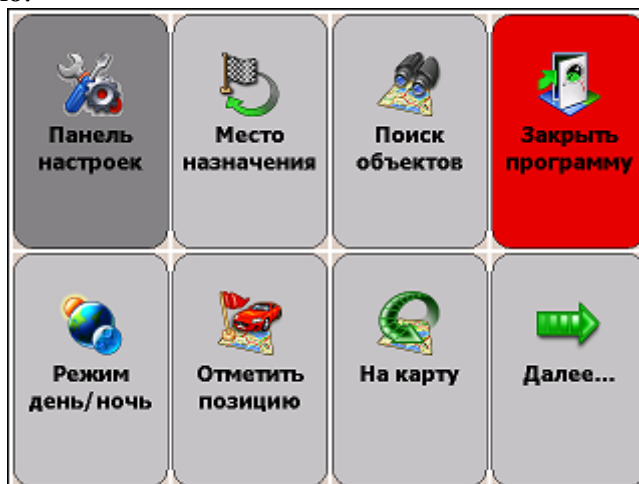 Панель
настроек
Место
назначения
Поиск
объектов
Закрыть
программу
Режим
день/ночь
Отметить
позицию
На карту
Далее...